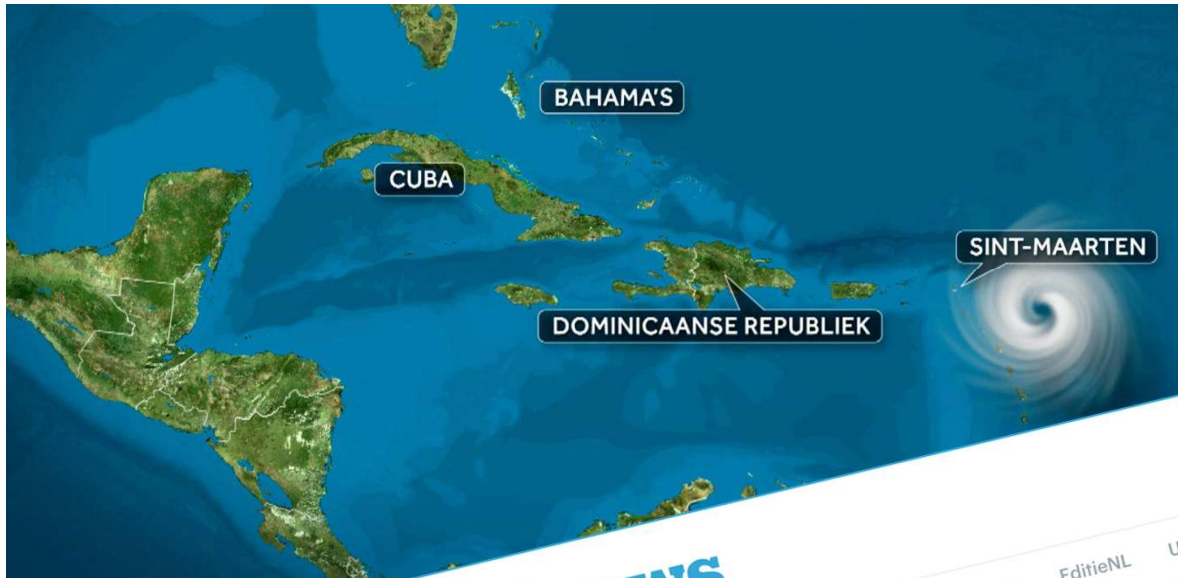 BAHAMA'S
CUBA
SINT-MAARTEN
DOMINICAANSE REPUBLIEK
EditieNL